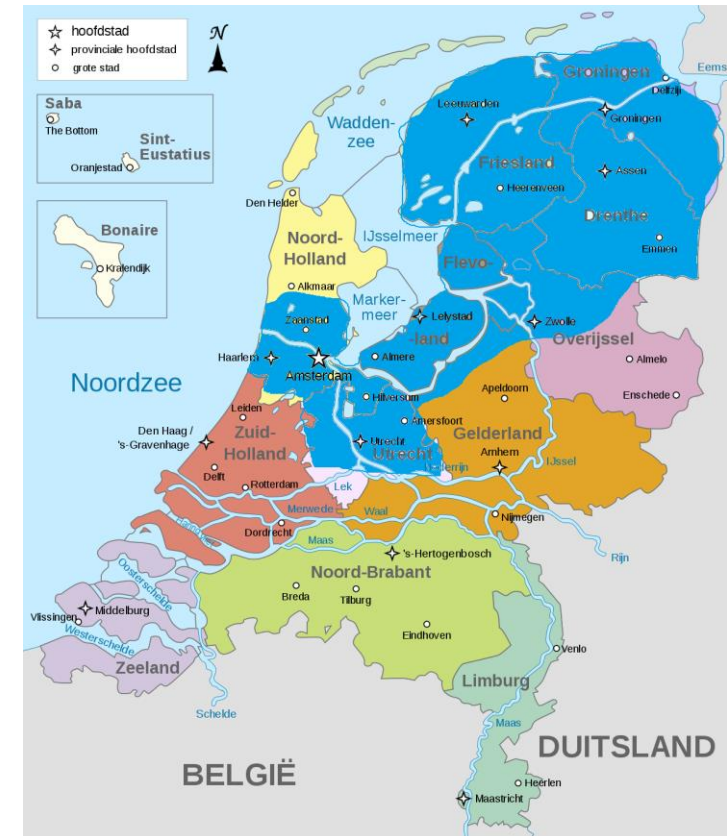 hoofdstad
provinciale hoofdstad
grote stad
N
Saba
The Bottom
Sint-
Eustatius
Oranjestad
Bonaire
Kralendijk
Groningen
Eems
Delfzijl
Leeuwarden
Groningen
Wadden-
zee
Friesland
Assen
Heerenveen
Den Helder
Drenthe
Noord-
Holland
IJsselmeer
Emmen
Flevo-
Alkmaar
Marker-
meer
Zaanstad
Lelystad
Zwolle
-land
Overijssel
Haarlem
Almere
Almelo
Amsterdam
Noordzee
Apeldoorn
Enschede
Hilversum
Leiden
Amersfoort
Den Haag /
's-Gravenhage
Zuid-
Holland
Utrecht
Gelderland
Utrecht
Arnhem
IJssel
Delft
Rotterdam
Lek
Merwede
Waal
Nijmegen
Dordrecht
Maas
's-Hertogenbosch
Rijn
Oosterschelde
Noord-Brabant
Breda
Tilburg
Middelburg
Vlissingen
Westerschelde
Eindhoven
Venlo
Zeeland
Limburg
Schelde
Maas
DUITSLAND
BELGIË
Heerlen
Maastricht